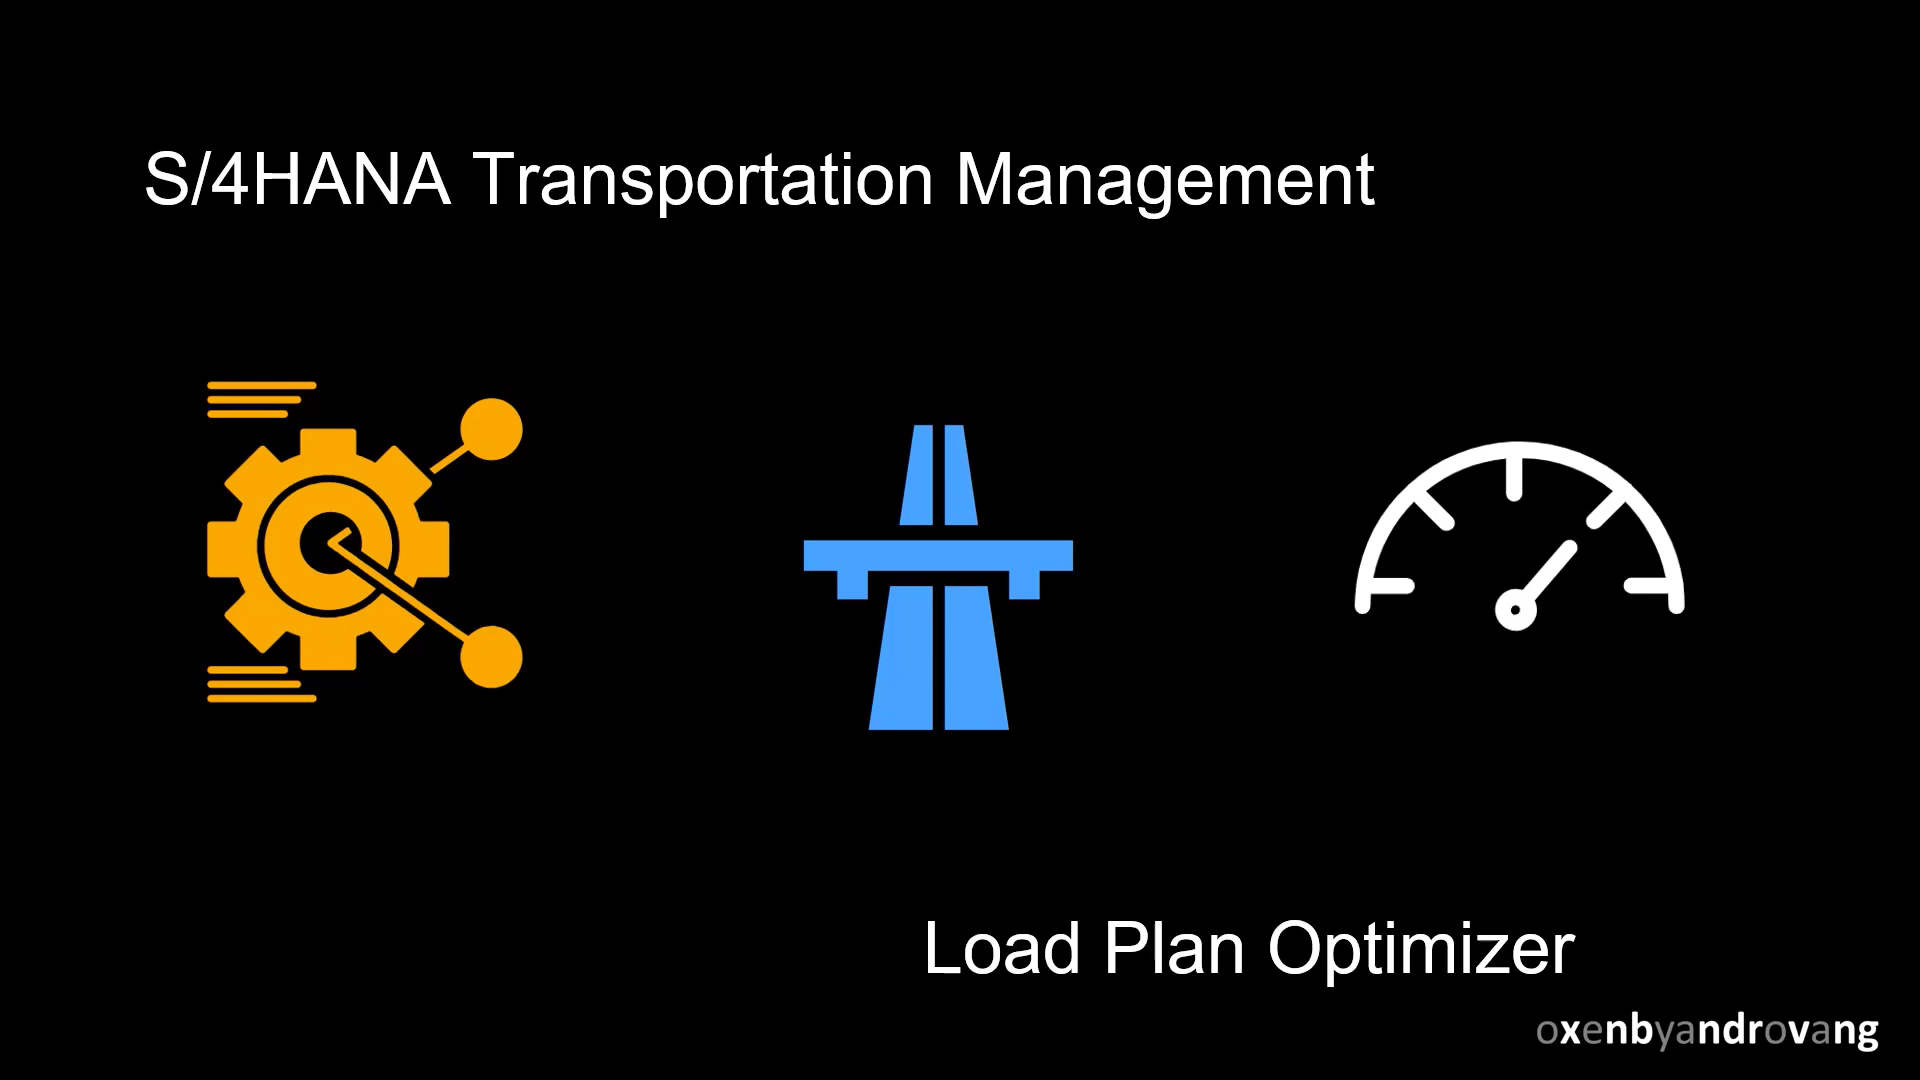 S/4HANA Transportation Management
Load Plan Optimizer
oxenbyandrovang